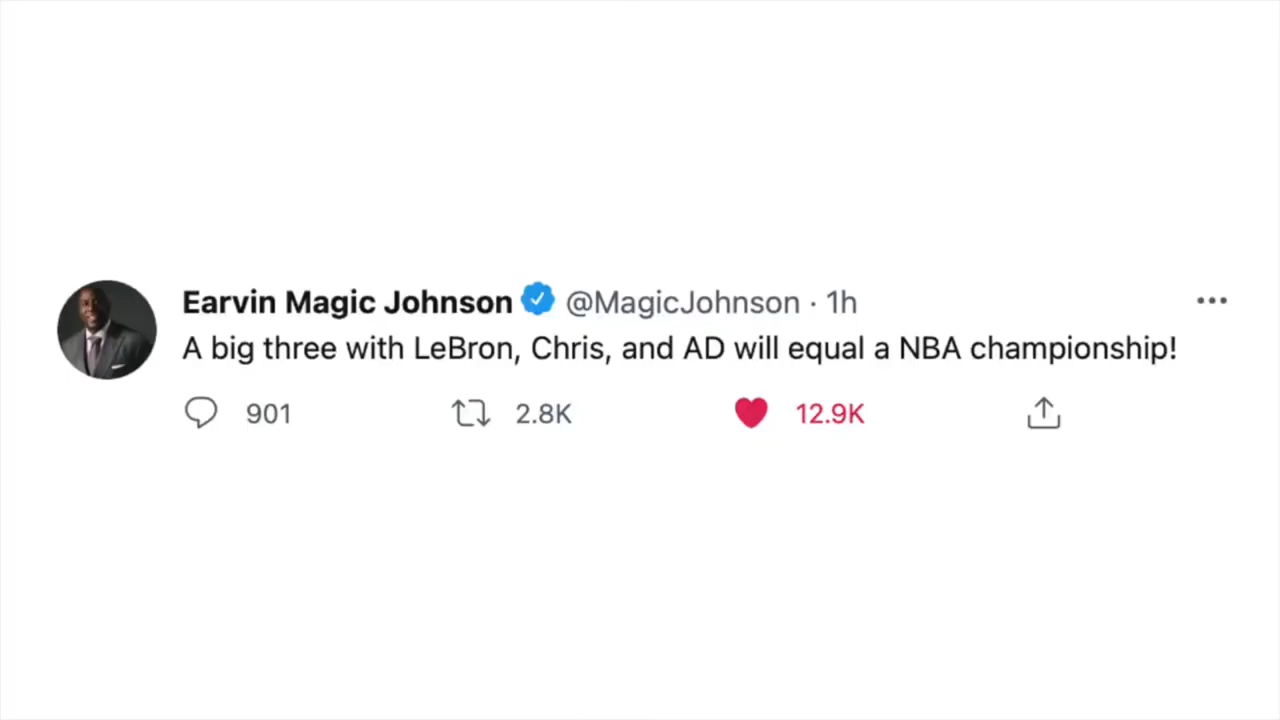 Earvin Magic Johnson @MagicJohnson · 1h
A big three with LeBron, Chris, and AD will equal a NBA championship!
901 2.8K 12.9K